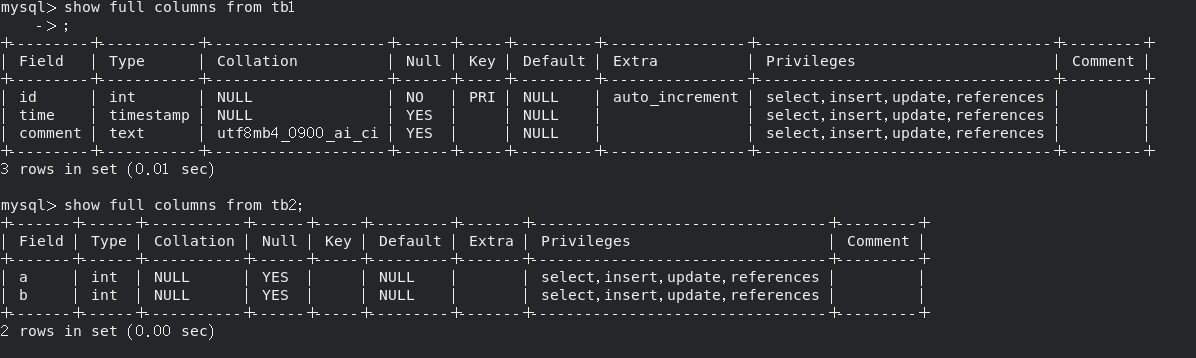 mysql> show full columns from tb1
    -> ;
+---------+-----------+--------------------+------+-----+---------+----------------+---------------------------------+---------+
| Field   | Type      | Collation          | Null | Key | Default | Extra          | Privileges                      | Comment |
+---------+-----------+--------------------+------+-----+---------+----------------+---------------------------------+---------+
| id      | int       | NULL               | NO   | PRI | NULL    | auto_increment | select,insert,update,references |         |
| time    | timestamp | NULL               | YES  |     | NULL    |                | select,insert,update,references |         |
| comment | text      | utf8mb4_0900_ai_ci | YES  |     | NULL    |                | select,insert,update,references |         |
+---------+-----------+--------------------+------+-----+---------+----------------+---------------------------------+---------+
3 rows in set (0.01 sec)
mysql> show full columns from tb2;
+-------+------+-----------+------+-----+---------+-------+---------------------------------+---------+
| Field | Type | Collation | Null | Key | Default | Extra | Privileges                      | Comment |
+-------+------+-----------+------+-----+---------+-------+---------------------------------+---------+
| a     | int  | NULL      | YES  |     | NULL    |       | select,insert,update,references |         |
| b     | int  | NULL      | YES  |     | NULL    |       | select,insert,update,references |         |
+-------+------+-----------+------+-----+---------+-------+---------------------------------+---------+
2 rows in set (0.00 sec)